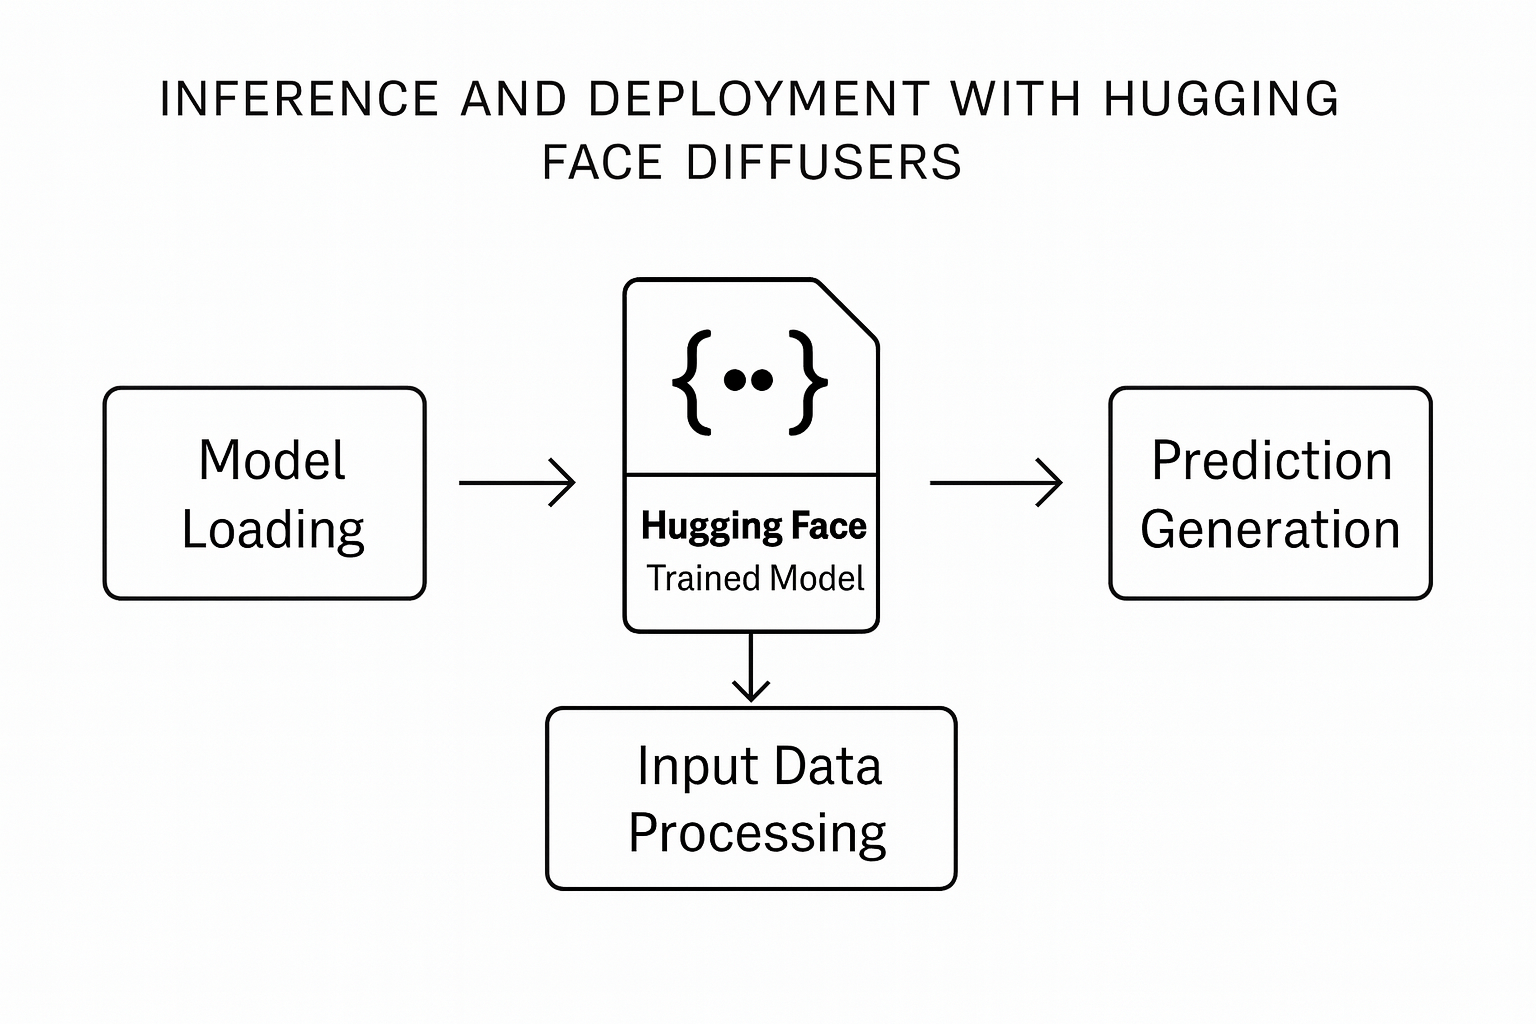 INFERENCE AND DEPLOYMENT WITH HUGGING
FACE DIFFUSERS
Model
Loading
{••}
Hugging Face
Trained Model
Prediction
Generation
Input Data
Processing